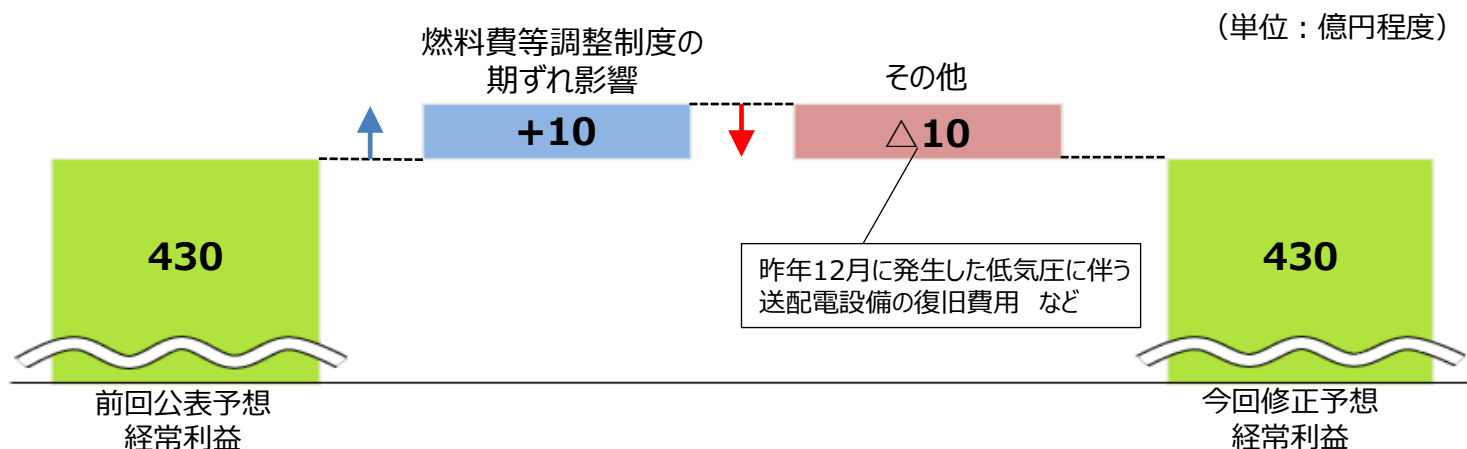 （単位：億円程度）
燃料費等調整制度の
期ずれ影響
その他
+10
△10
430
430
昨年12月に発生した低気圧に伴う
送配電設備の復旧費用　など
前回公表予想
経常利益
今回修正予想
経常利益